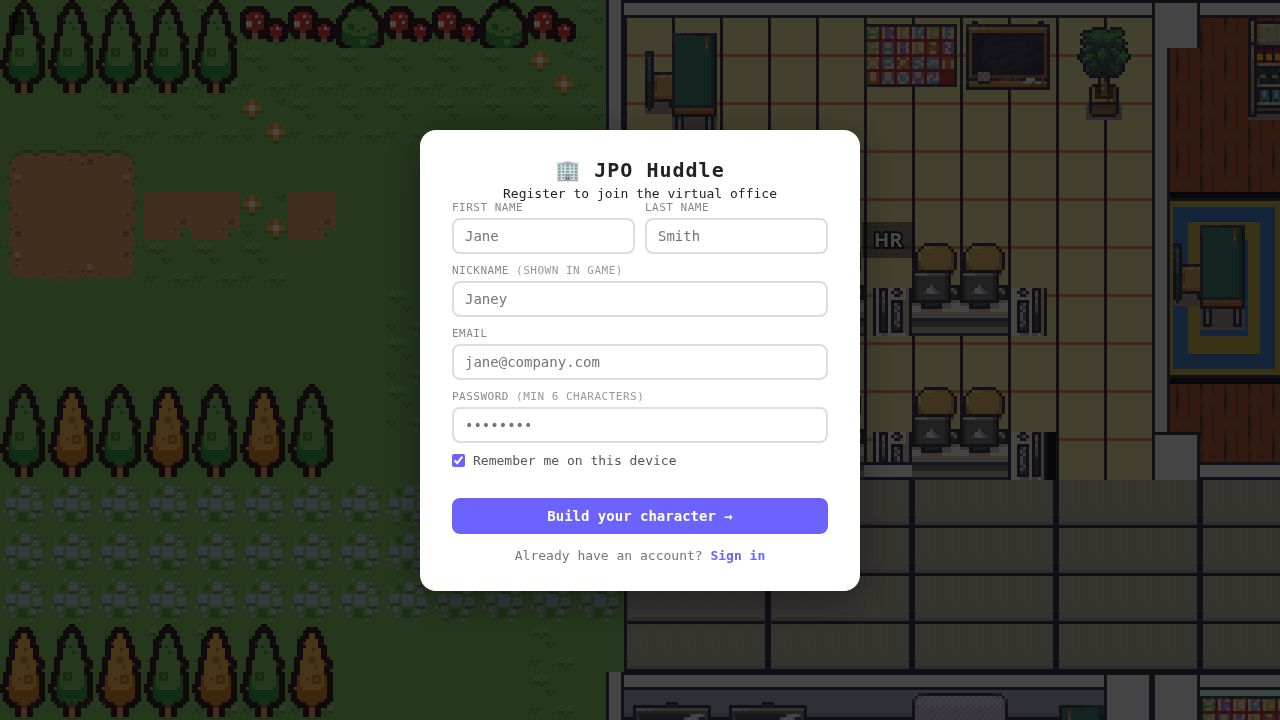 🏢 JPO Huddle
Register to join the virtual office
FIRST NAME
LAST NAME
Jane
Smith
NICKNAME (SHOWN IN GAME)
Janey
EMAIL
jane@company.com
PASSWORD (MIN 6 CHARACTERS)
••••••••
Remember me on this device
Build your character →
Already have an account? Sign in
HR